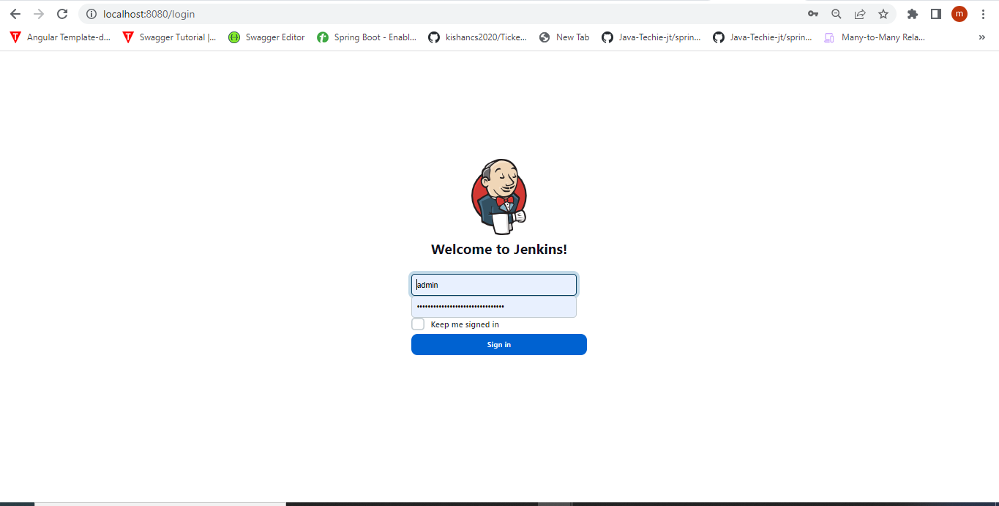 localhost:8080/login
m
Angular Template-d... Swagger Tutorial |... Swagger Editor Spring Boot - Enabl... kishancs2020/Ticke... New Tab Java-Techie-jt/sprin... Java-Techie-jt/sprin... Many-to-Many Rela... »
Welcome to Jenkins!
admin
••••••••••••••••••••••••••••••••
Keep me signed in
Sign in